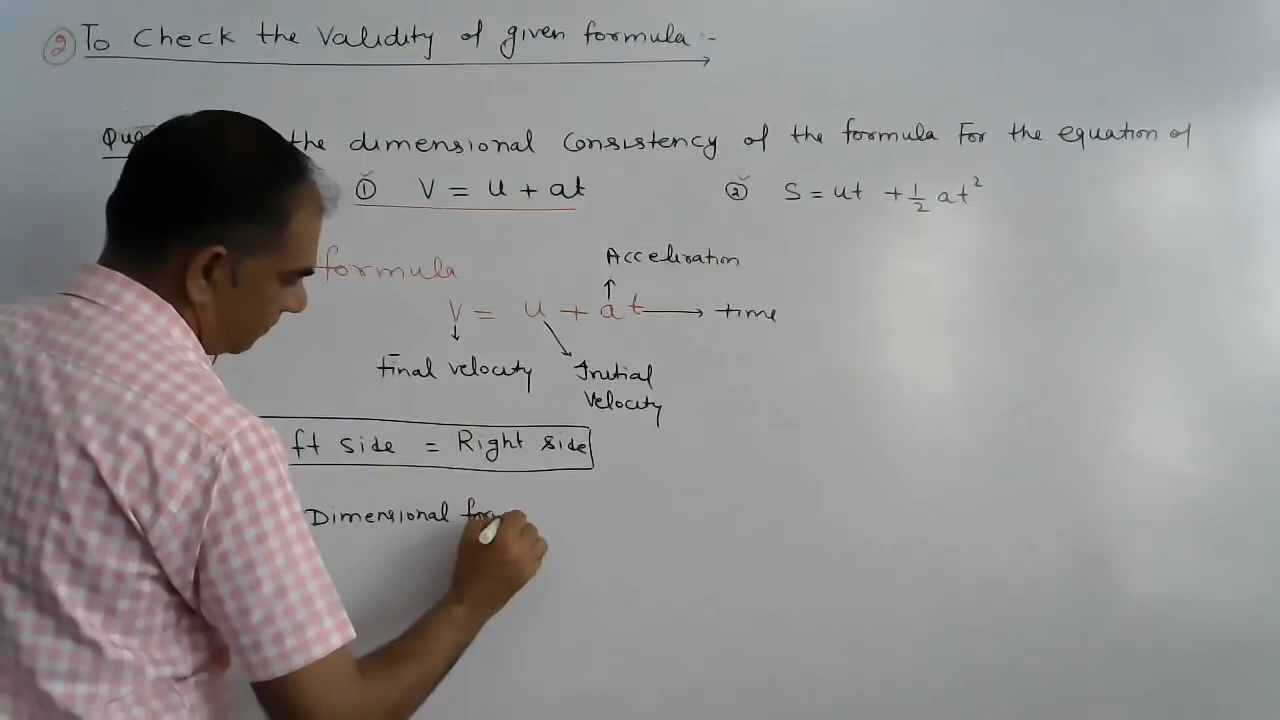 2 To Check the Validity of given formula :-
the dimensional Consistency of the formula For the equation of
① V = u + at ② S = ut + 1/2 at²
Acceleration
formula
V = u + at → time
Final velocity Initial
Velocity
ft side = Right side
Dimensional for